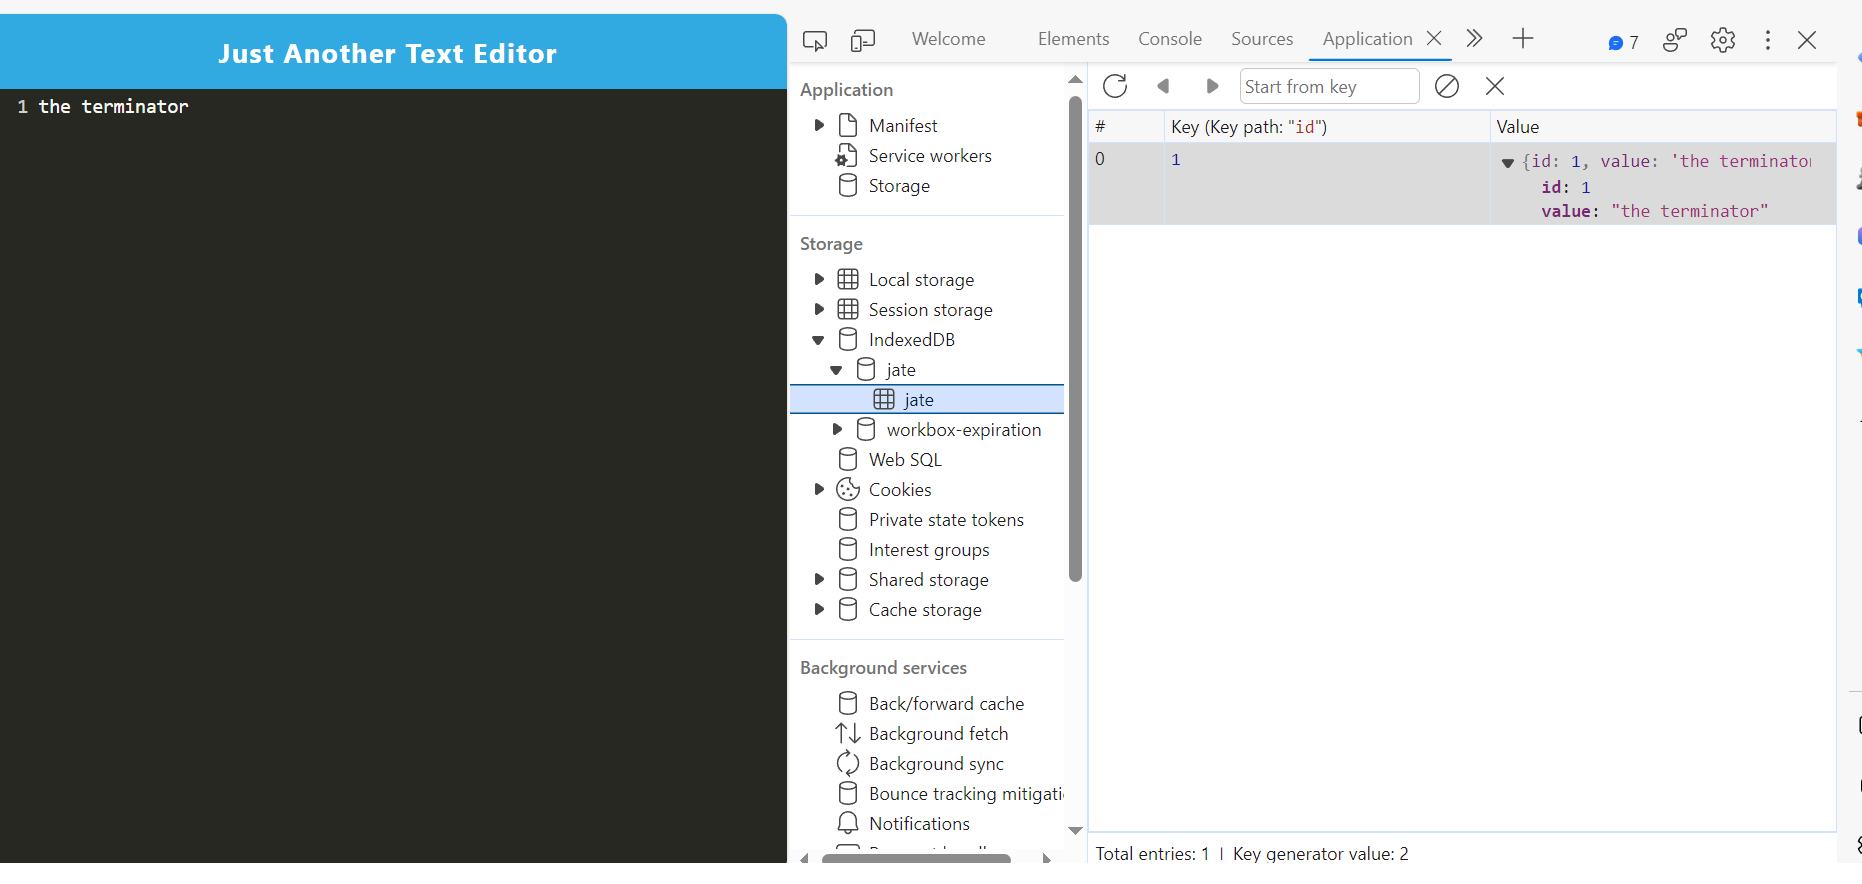 Just Another Text Editor
1 the terminator
Welcome Elements Console Sources Application 7
Application
Manifest
Service workers
Storage
Storage
Local storage
Session storage
IndexedDB
jate
jate
workbox-expiration
Web SQL
Cookies
Private state tokens
Interest groups
Shared storage
Cache storage
Background services
Back/forward cache
Background fetch
Background sync
Bounce tracking mitigati
Notifications
Start from key
# Key (Key path: "id") Value
0 1 {id: 1, value: 'the terminator
id: 1
value: "the terminator"
Total entries: 1 | Key generator value: 2